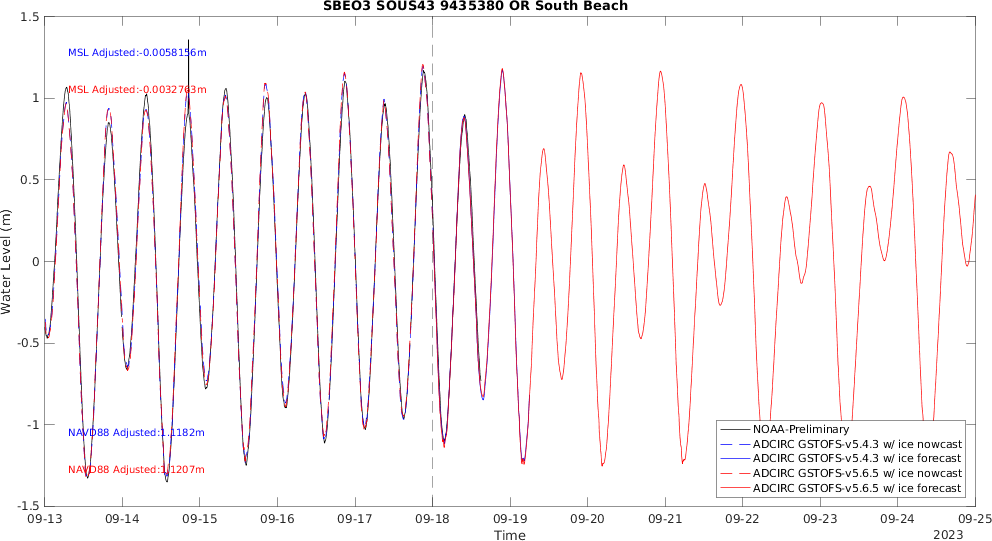 SBEO3 SOUS43 9435380 OR South Beach
1.5
1
0.5
0
-0.5
-1
-1.5
Water Level (m)
MSL Adjusted:-0.0058156m
MSL Adjusted:-0.0032763m
NAVD88 Adjusted:1.1182m
NAVD88 Adjusted:1.1207m
NOAA-Preliminary
ADCIRC GSTOFS-v5.4.3 w/ ice nowcast
ADCIRC GSTOFS-v5.4.3 w/ ice forecast
ADCIRC GSTOFS-v5.6.5 w/ ice nowcast
ADCIRC GSTOFS-v5.6.5 w/ ice forecast
09-13 09-14 09-15 09-16 09-17 09-18 09-19 09-20 09-21 09-22 09-23 09-24 09-25
Time
2023